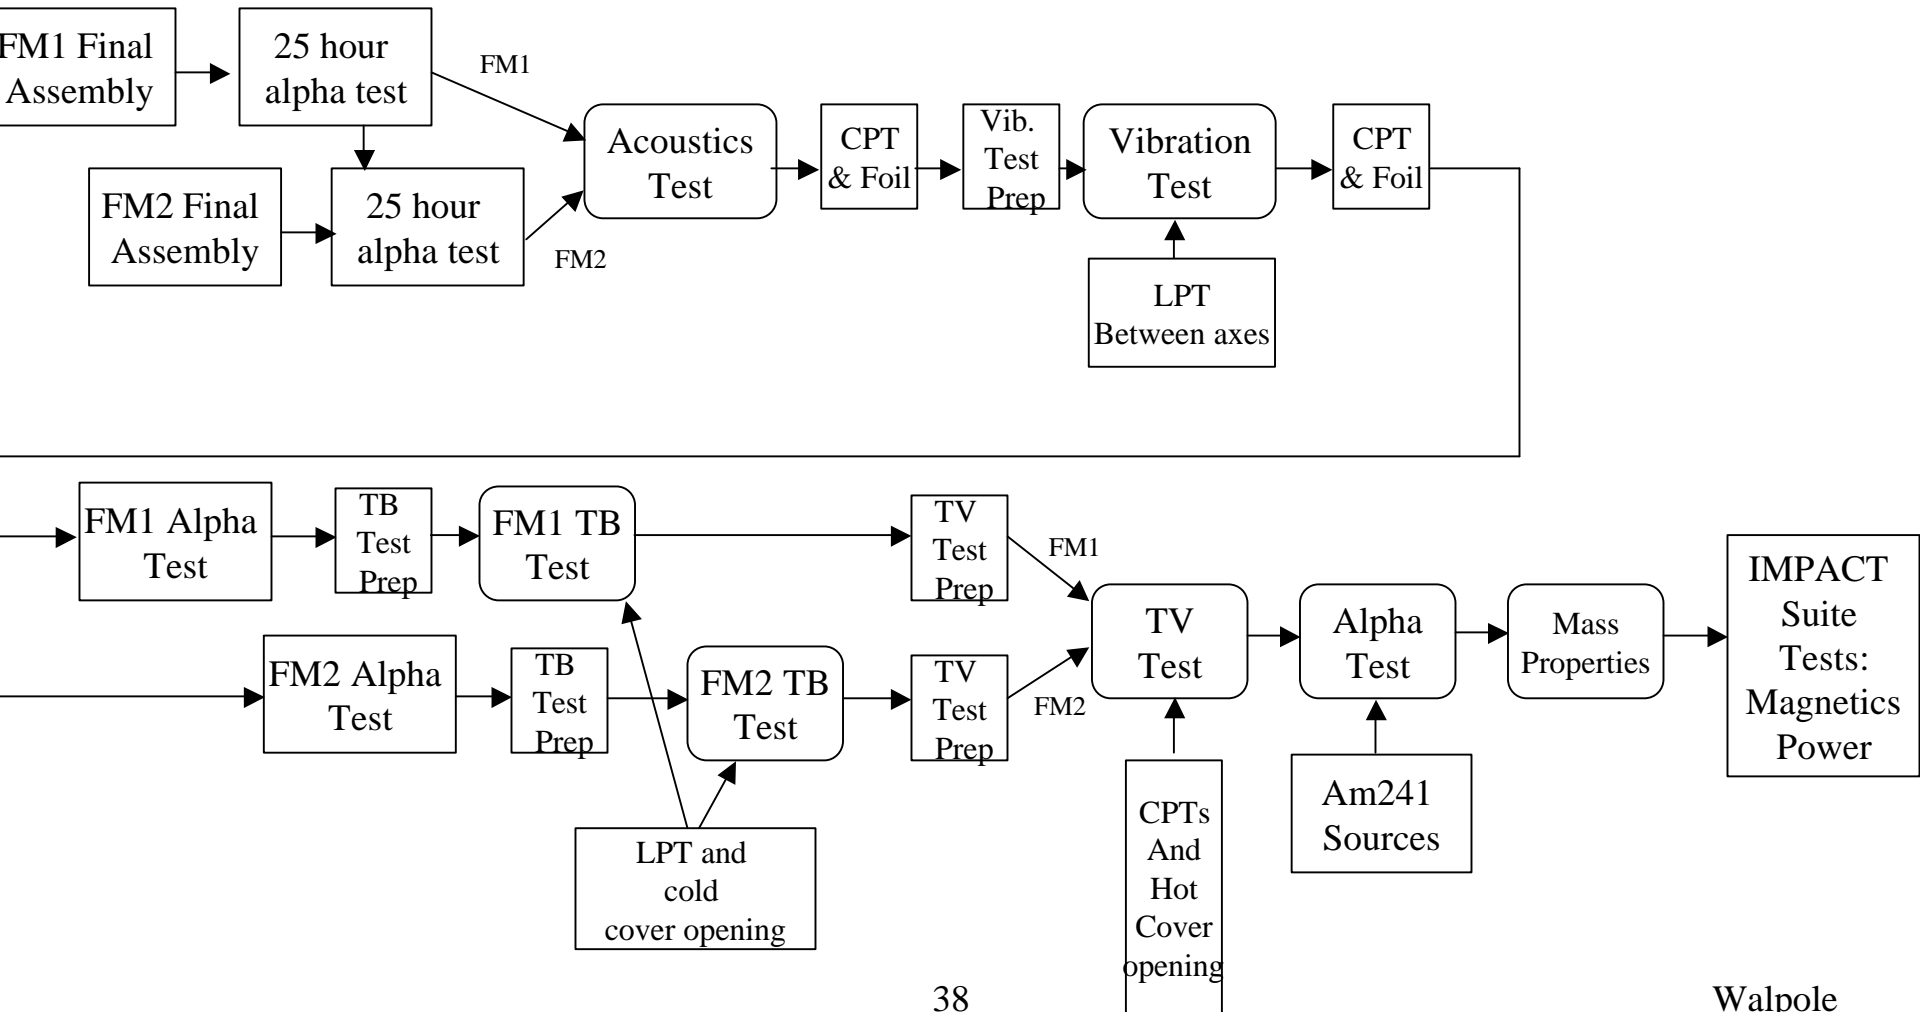 FM1 Final
Assembly
25 hour
alpha test
FM1
FM2 Final
Assembly
25 hour
alpha test
FM2
Acoustics
Test
CPT
& Foil
Vib.
Test
Prep
Vibration
Test
CPT
& Foil
LPT
Between axes
FM1 Alpha
Test
TB
Test
Prep
FM1 TB
Test
TV
Test
Prep
FM1
FM2 Alpha
Test
TB
Test
Prep
FM2 TB
Test
TV
Test
Prep
FM2
LPT and
cold
cover opening
TV
Test
CPTs
And
Hot
Cover
opening
Alpha
Test
Am241
Sources
Mass
Properties
IMPACT
Suite
Tests:
Magnetics
Power
38
Walpole